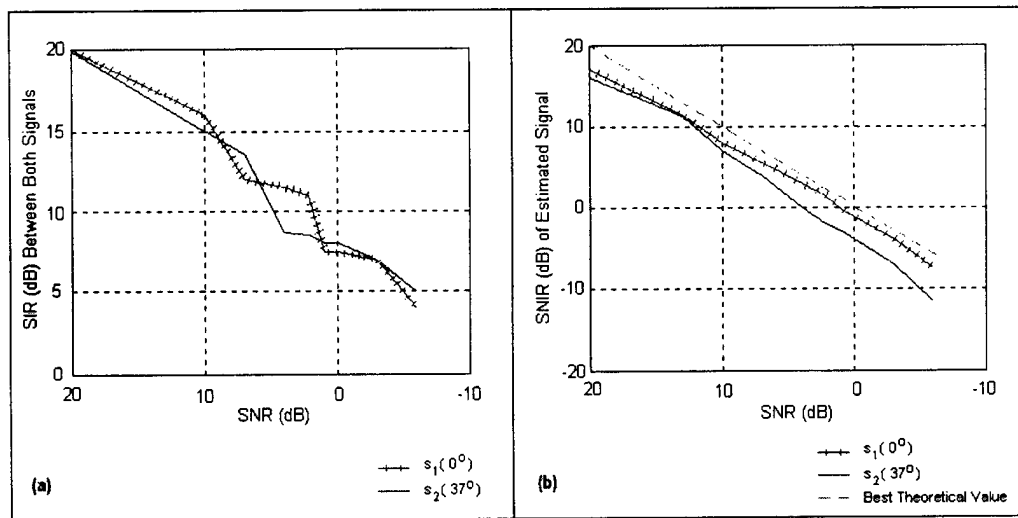 20
15
10
5
0
20
10
0
-10
SIR (dB) Between Both Signals
SNR (dB)
s1(0°)
s2(37°)
(a)
20
10
0
-10
-20
20
10
0
-10
SNIR (dB) of Estimated Signal
SNR (dB)
s1(0°)
s2(37°)
Best Theoretical Value
(b)